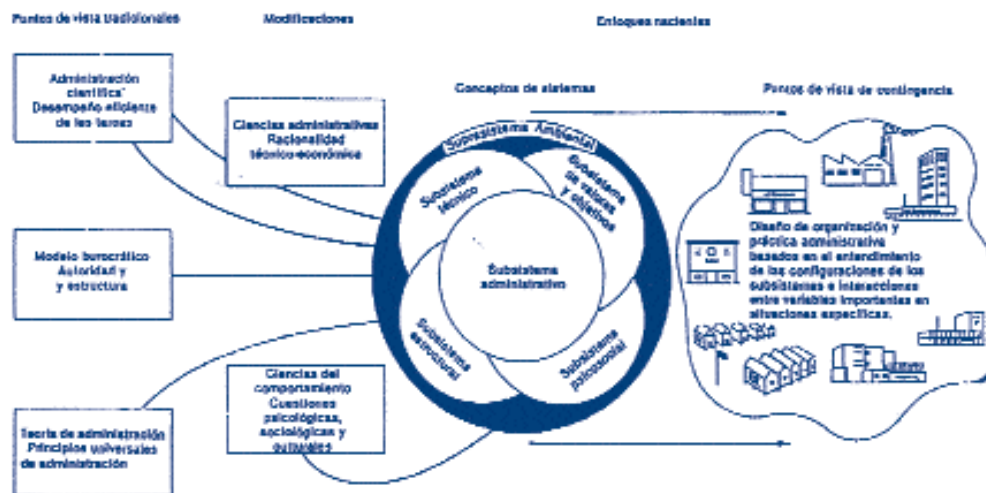 Puntos de vista tradicionales
Modificaciones
Enfoques nacientes
Administración
científica
Desempeño eficiente
de las tareas
Modelo burocrático
Autoridad y
y estructura
Teoría de administración
Principios universales
de administración
Ciencias administrativas
Racionalidad
técnico-económica
Ciencias del
comportamiento
Cuestiones
psicológicas,
sociológicas y
culturales
Conceptos de sistemas
Subsistema Ambiental
Subsistema
técnico
Subsistema
de valores
y objetivos
Subsistema
administrativo
Subsistema
estructural
Subsistema
psicosocial
Puntos de vista de contingencia
Diseño de organización y
práctica administrativa
basados en el entendimiento
de las configuraciones de los
subsistemas e interacciones
entre variables importantes en
situaciones específicas.